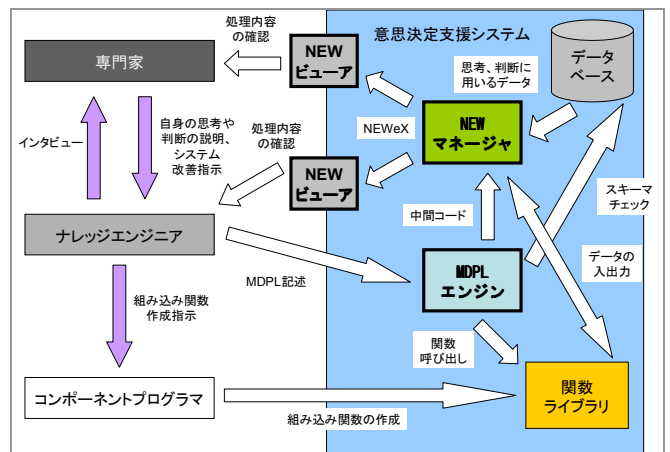 処理内容
の確認
NEW
ビューア
意思決定支援システム
データ
ベース
専門家
思考、判断に
用いるデータ
NEW
マネージャ
NEWeX
インタビュー
自身の思考や
判断の説明、
システム
改善指示
処理内容
の確認
NEW
ビューア
スキーマ
チェック
中間コード
ナレッジエンジニア
データの
入出力
MDPL記述
MDPL
エンジン
組み込み関数
作成指示
関数
呼び出し
コンポーネントプログラマ
関数
ライブラリ
組み込み関数の作成